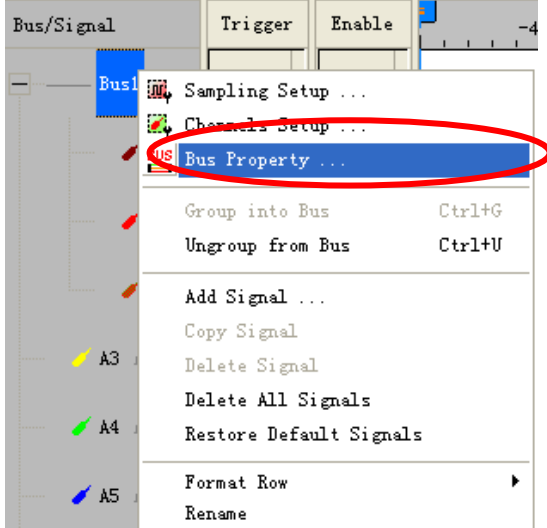 Bus/Signal Trigger Enable -4
Bus1
Sampling Setup ...
Channels Setup ...
BUS Bus Property ...
Group into Bus Ctrl+G
Ungroup from Bus Ctrl+U
Add Signal ...
Copy Signal
A3 Delete Signal
Delete All Signals
A4 Restore Default Signals
Format Row
A5
Rename